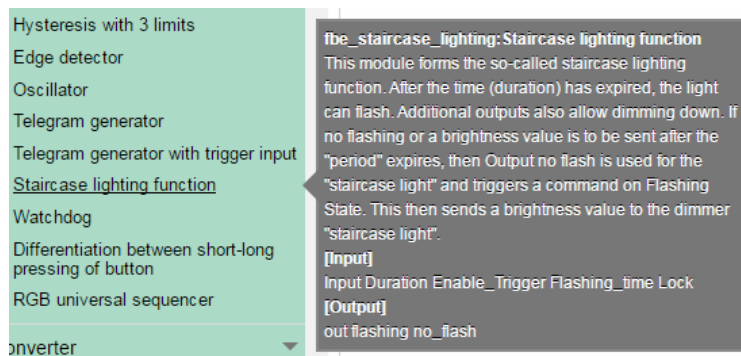 Hysteresis with 3 limits
Edge detector
Oscillator
Telegram generator
Telegram generator with trigger input
Staircase lighting function
Watchdog
Differentiation between short-long
pressing of button
RGB universal sequencer
onverter
fbe_staircase_lighting:Staircase lighting function
This module forms the so-called staircase lighting
function. After the time (duration) has expired, the light
can flash. Additional outputs also allow dimming down. If
no flashing or a brightness value is to be sent after the
"period" expires, then Output no flash is used for the
"staircase light" and triggers a command on Flashing
State. This then sends a brightness value to the dimmer
"staircase light".
[Input]
Input Duration Enable_Trigger Flashing_time Lock
[Output]
out flashing no_flash